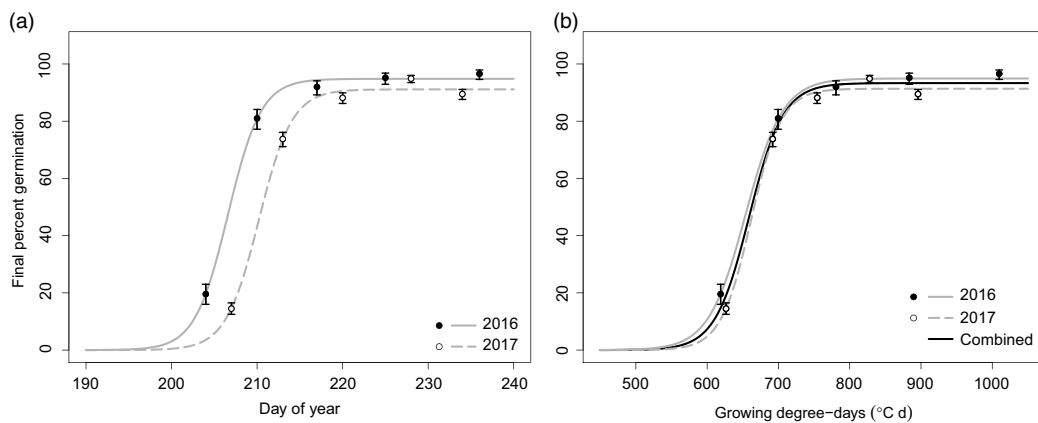 (a)
Final percent germination
100
80
60
40
20
0
190 200 210 220 230 240
Day of year
2016
2017
(b)
100
80
60
40
20
0
500 600 700 800 900 1000
Growing degree−days (°C d)
2016
2017
Combined